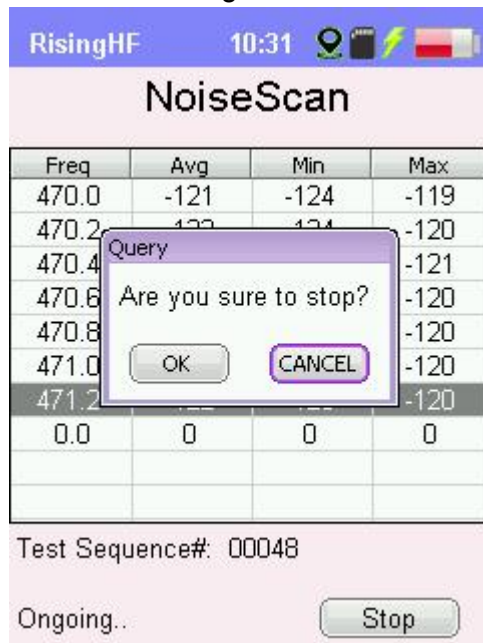 RisingHF 10:31
NoiseScan
Freq Avg Min Max
470.0 -121 -124 -119
470.2 -120
470.4 -121
470.6 -120
470.8 -120
471.0 -120
471.2 -120
0.0 0 0 0
Query
Are you sure to stop?
OK CANCEL
Test Sequence#: 00048
Ongoing.. Stop